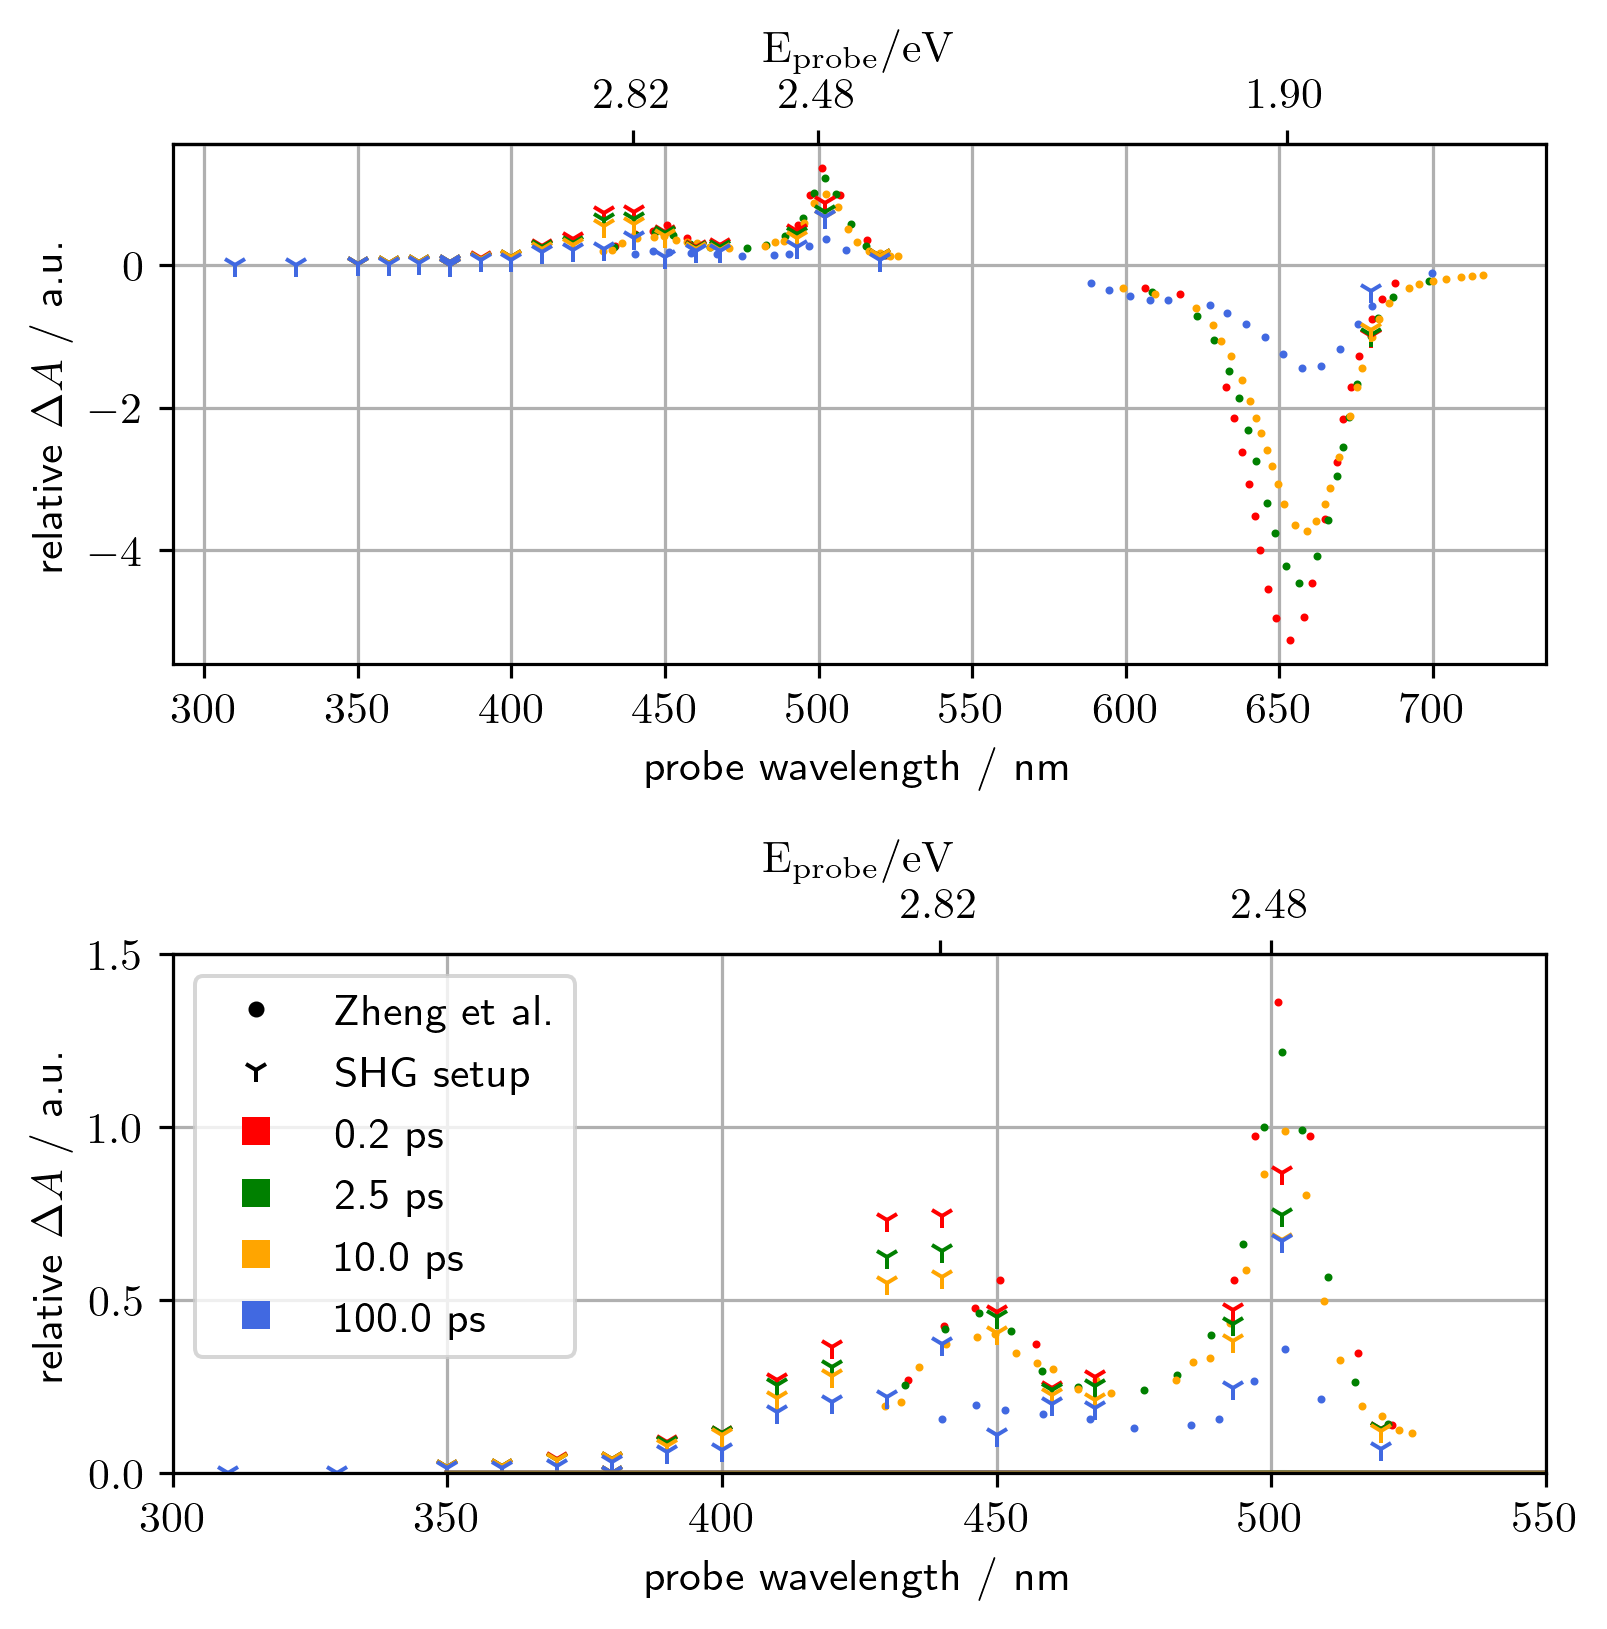 E_probe/eV
2.82 2.48 1.90
0
−2
−4
relative ΔA / a.u.
300 350 400 450 500 550 600 650 700
probe wavelength / nm
E_probe/eV
2.82 2.48
1.5
1.0
0.5
0.0
relative ΔA / a.u.
Zheng et al.
SHG setup
0.2 ps
2.5 ps
10.0 ps
100.0 ps
300 350 400 450 500 550
probe wavelength / nm